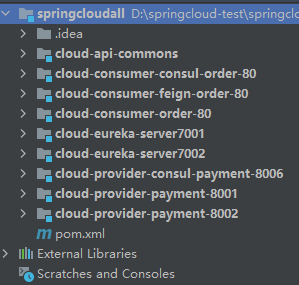 springcloudall D:\springcloud-test\springclo
.idea
cloud-api-commons
cloud-consumer-consul-order-80
cloud-consumer-feign-order-80
cloud-consumer-order-80
cloud-eureka-server7001
cloud-eureka-server7002
cloud-provider-consul-payment-8006
cloud-provider-payment-8001
cloud-provider-payment-8002
m pom.xml
External Libraries
Scratches and Consoles